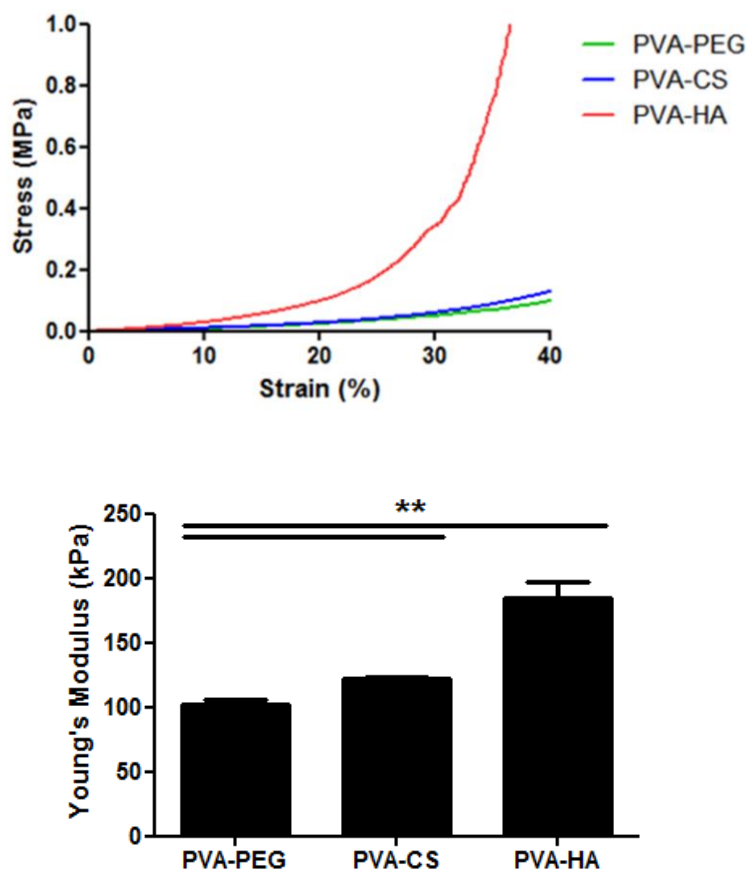 Stress (MPa)
1.0
0.8
0.6
0.4
0.2
0.0
0
10
20
30
40
Strain (%)
PVA-PEG
PVA-CS
PVA-HA
Young's Modulus (kPa)
250
200
150
100
50
0
**
PVA-PEG
PVA-CS
PVA-HA